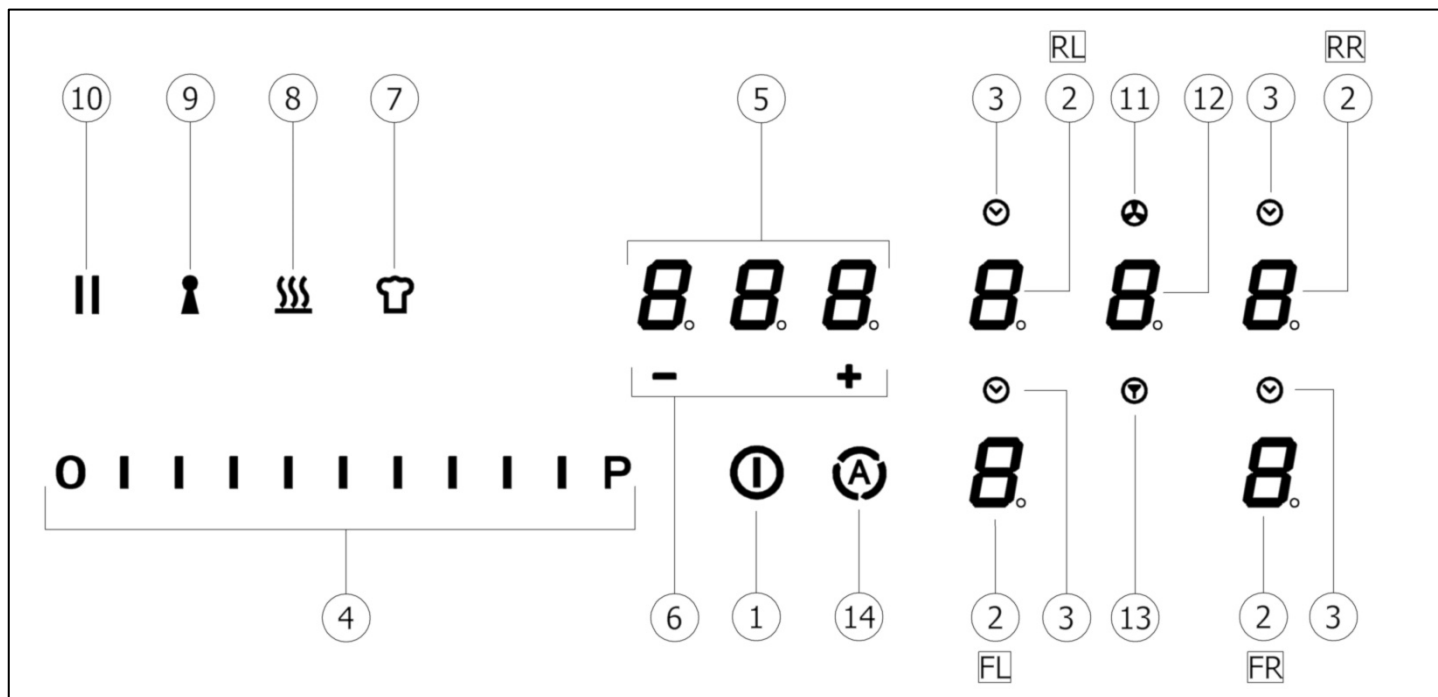 RL RR
10 9 8 7 5 3 2 11 12 3 2
8. 8. 8. 8. 8. 8.
- +
O I I I I I I I I I P A 8. 8.
4 6 1 14 2 3 13 2 3
FL FR